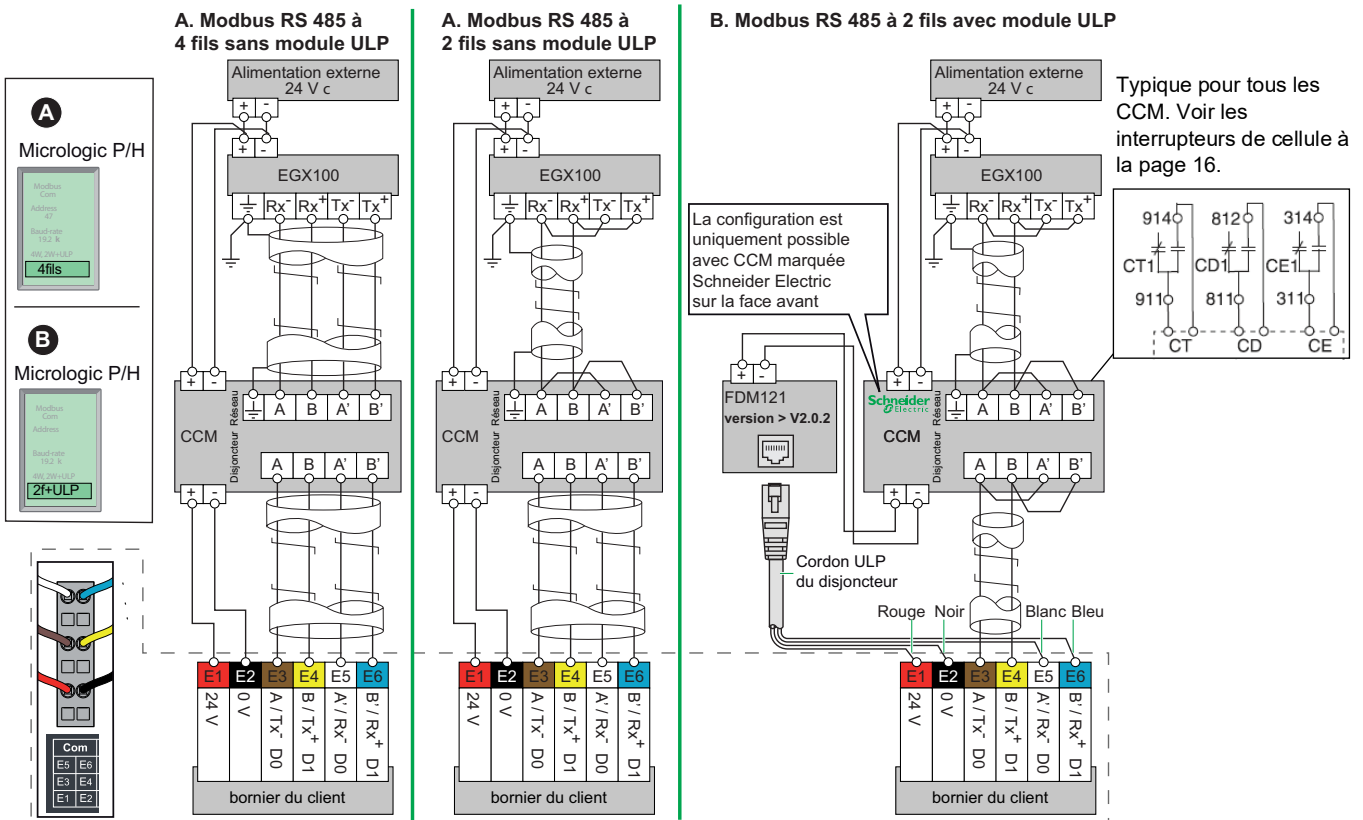 A. Modbus RS 485 à
4 fils sans module ULP
A. Modbus RS 485 à
2 fils sans module ULP
B. Modbus RS 485 à 2 fils avec module ULP
A
Micrologic P/H
Modbus
Com
Address
47
Baud-rate
19.2 k
4W, 2W+ULP
4fils
B
Micrologic P/H
Modbus
Com
Address
Baud-rate
19.2 k
4W, 2W+ULP
2f+ULP
Com
E5 E6
E3 E4
E1 E2
Alimentation externe
24 V c
+ -
+ -
EGX100
Rx- Rx+ Tx- Tx+
+ -
CCM
Disjoncteur Réseau
A B A' B'
A B A' B'
+ -
E1 E2 E3 E4 E5 E6
24 V
0 V
A / Tx- D0
B / Tx+ D1
A' / Rx- D0
B' / Rx+ D1
bornier du client
Alimentation externe
24 V c
+ -
+ -
EGX100
Rx- Rx+ Tx- Tx+
+ -
CCM
Disjoncteur Réseau
A B A' B'
A B A' B'
+ -
E1 E2 E3 E4 E5 E6
24 V
0 V
A / Tx- D0
B / Tx+ D1
A' / Rx- D0
B' / Rx+ D1
bornier du client
Alimentation externe
24 V c
+ -
+ -
EGX100
Rx- Rx+ Tx- Tx+
La configuration est
uniquement possible
avec CCM marquée
Schneider Electric
sur la face avant
+ -
FDM121
version > V2.0.2
+ -
Schneider
Electric
CCM
Disjoncteur Réseau
A B A' B'
A B A' B'
+ -
Cordon ULP
du disjoncteur
Rouge Noir Blanc Bleu
E1 E2 E3 E4 E5 E6
24 V
0 V
A / Tx- D0
B / Tx+ D1
A' / Rx- D0
B' / Rx+ D1
bornier du client
Typique pour tous les
CCM. Voir les
interrupteurs de cellule à
la page 16.
914 812 314
CT1 CD1 CE1
911 811 311
CT CD CE